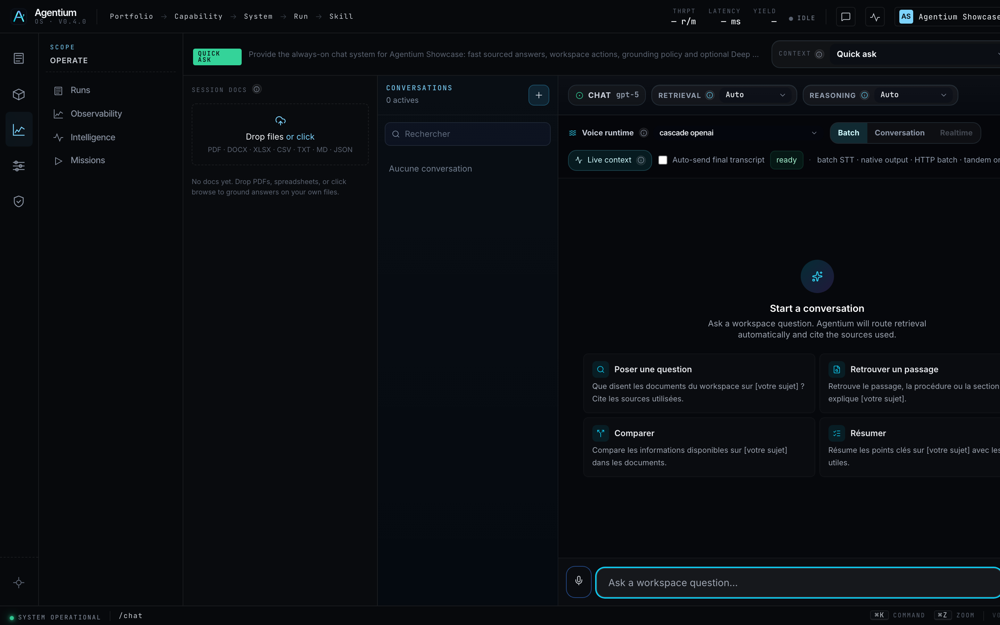 Agentium
OS · V0.4.0
Portfolio → Capability → System → Run → Skill
THRPT
— r/m
LATENCY
— ms
YIELD
—
IDLE
AS Agentium Showcase
SCOPE
OPERATE
Runs
Observability
Intelligence
Missions
QUICK
ASK
Provide the always-on chat system for Agentium Showcase: fast sourced answers, workspace actions, grounding policy and optional Deep ...
CONTEXT Quick ask
SESSION DOCS
Drop files or click
PDF · DOCX · XLSX · CSV · TXT · MD · JSON
No docs yet. Drop PDFs, spreadsheets, or click
browse to ground answers on your own files.
CONVERSATIONS
0 actives
Rechercher
Aucune conversation
CHAT gpt-5
RETRIEVAL Auto
REASONING Auto
Voice runtime cascade openai
Batch Conversation Realtime
Live context Auto-send final transcript ready · batch STT · native output · HTTP batch · tandem or
Start a conversation
Ask a workspace question. Agentium will route retrieval
automatically and cite the sources used.
Poser une question
Que disent les documents du workspace sur [votre sujet] ?
Cite les sources utilisées.
Retrouver un passage
Retrouve le passage, la procédure ou la section
explique [votre sujet].
Comparer
Compare les informations disponibles sur [votre sujet]
dans les documents.
Résumer
Résume les points clés sur [votre sujet] avec les
utiles.
Ask a workspace question...
SYSTEM OPERATIONAL
/chat
⌘K COMMAND
⌘Z ZOOM